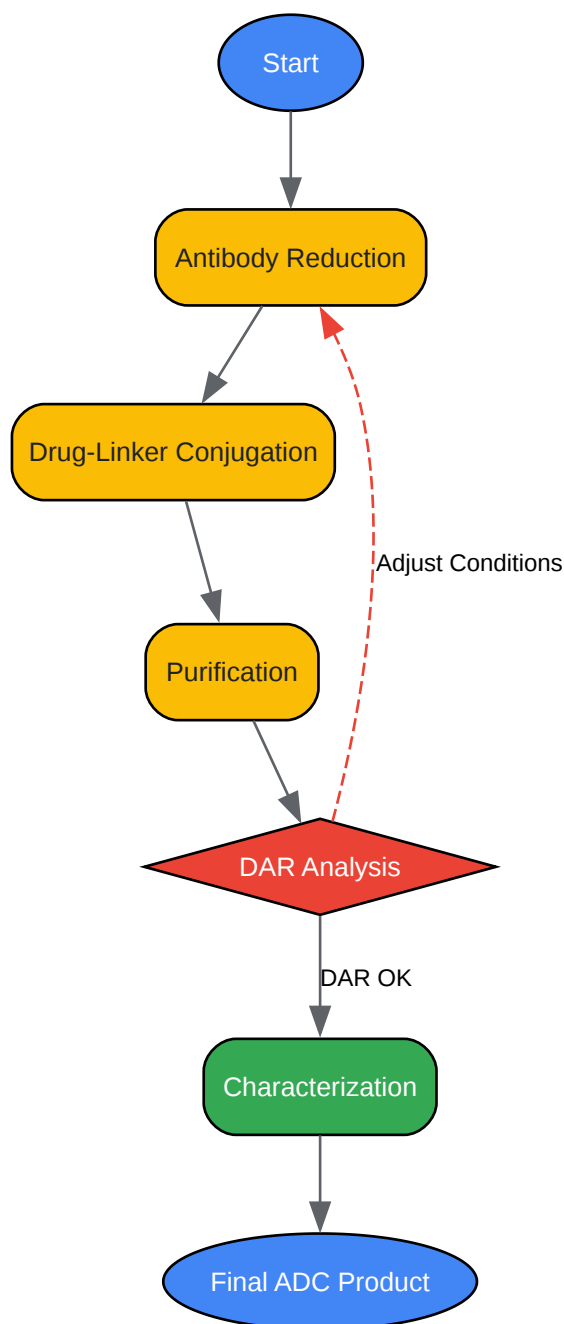 Start
Antibody Reduction
Drug-Linker Conjugation
Adjust Conditions
Purification
DAR Analysis
DAR OK
Characterization
Final ADC Product